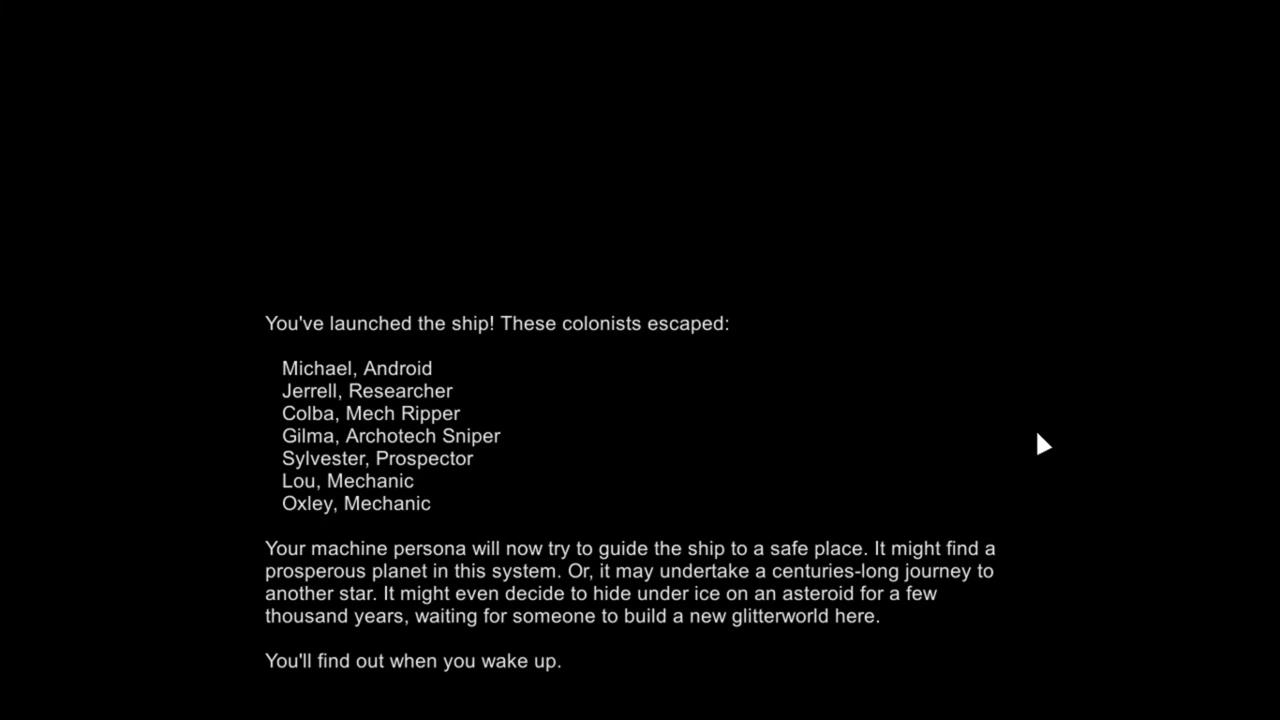 You've launched the ship! These colonists escaped:
Michael, Android
Jerrell, Researcher
Colba, Mech Ripper
Gilma, Archotech Sniper
Sylvester, Prospector
Lou, Mechanic
Oxley, Mechanic
Your machine persona will now try to guide the ship to a safe place. It might find a
prosperous planet in this system. Or, it may undertake a centuries-long journey to
another star. It might even decide to hide under ice on an asteroid for a few
thousand years, waiting for someone to build a new glitterworld here.
You'll find out when you wake up.